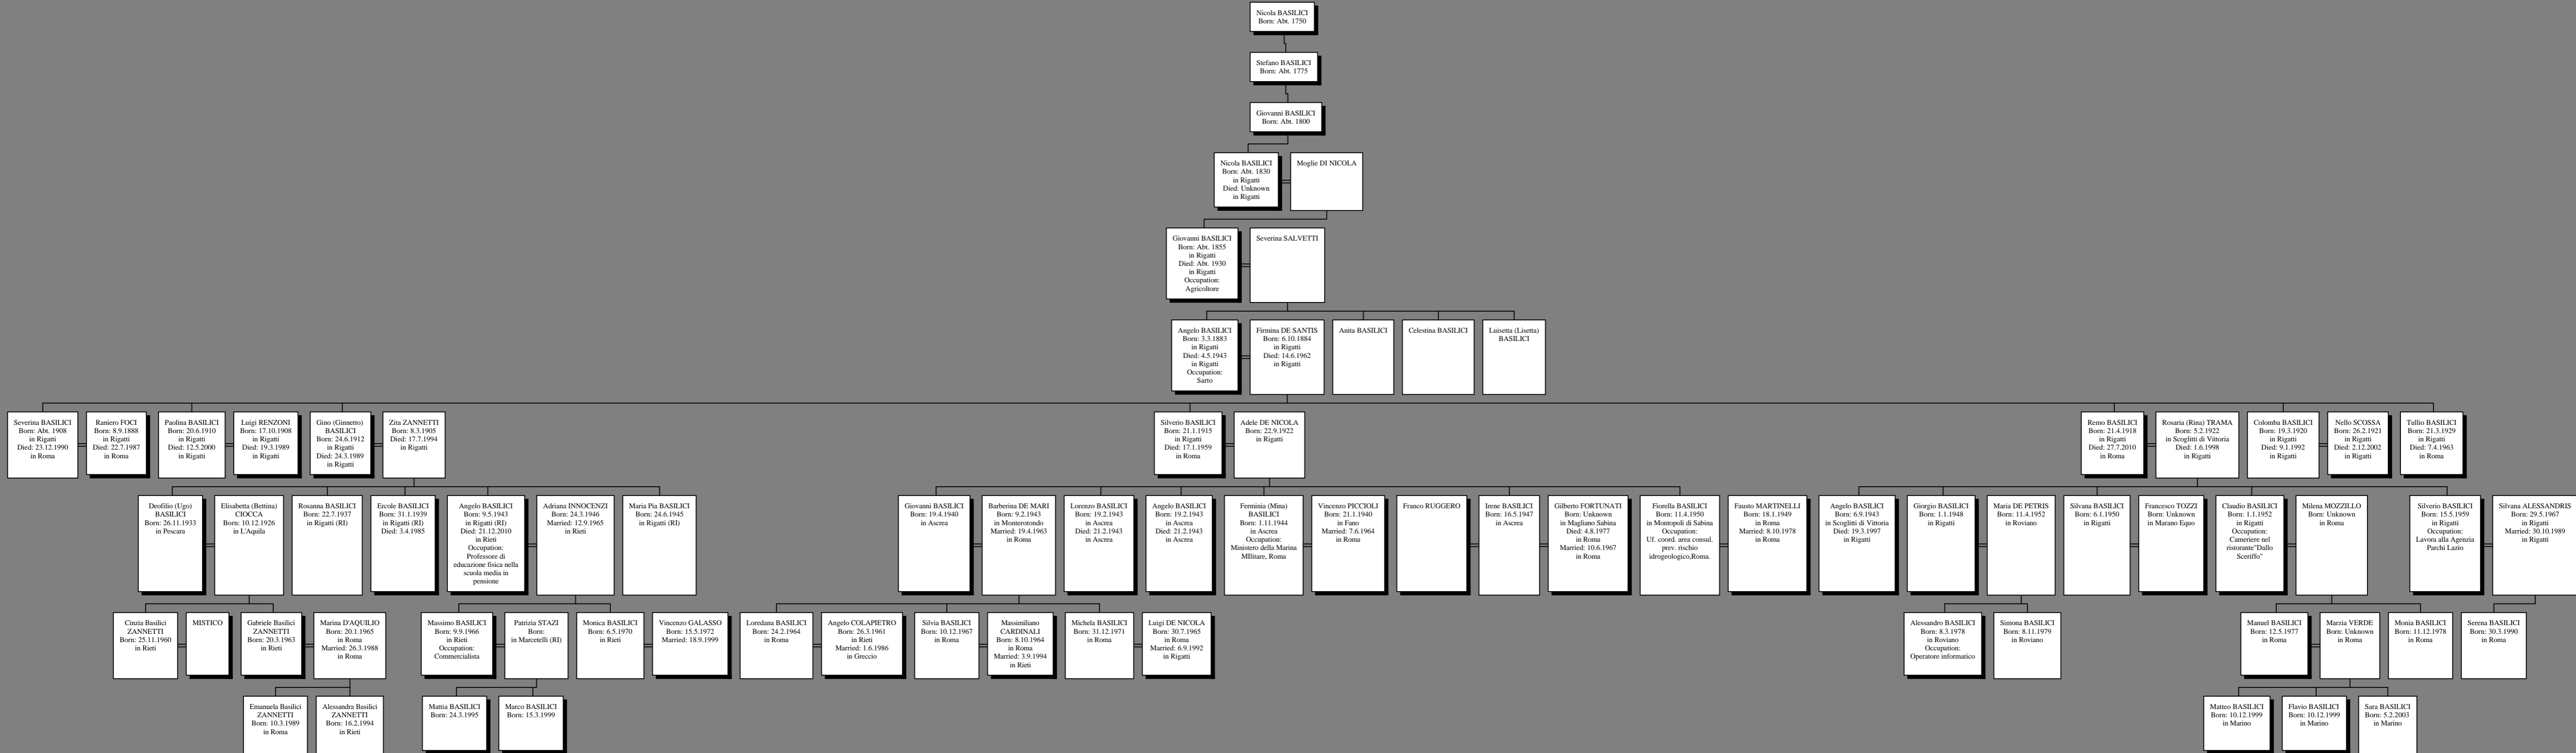 Nicola BASILICI
Born: Abt. 1750
Stefano BASILICI
Born: Abt. 1775
Giovanni BASILICI
Born: Abt. 1800
Nicola BASILICI
Born: Abt. 1830
in Rigatti
Died: Unknown
in Rigatti
Moglie DI NICOLA
Giovanni BASILICI
Born: Abt. 1855
in Rigatti
Died: Abt. 1930
in Rigatti
Occupation:
Agricoltore
Severina SALVETTI
Angelo BASILICI
Born: 3.3.1883
in Rigatti
Died: 4.5.1943
in Rigatti
Occupation:
Sarto
Firmina DE SANTIS
Born: 6.10.1884
in Rigatti
Died: 14.6.1962
in Rigatti
Anita BASILICI
Celestina BASILICI
Luisetta (Lisetta)
BASILICI
Severina BASILICI
Born: Abt. 1908
in Rigatti
Died: 23.12.1990
in Roma
Raniero FOCI
Born: 8.9.1888
in Rigatti
Died: 22.7.1987
in Roma
Paolina BASILICI
Born: 20.6.1910
in Rigatti
Died: 12.5.2000
in Rigatti
Luigi RENZONI
Born: 17.10.1908
in Rigatti
Died: 19.3.1989
in Rigatti
Gino (Ginnetto)
BASILICI
Born: 24.6.1912
in Rigatti
Died: 24.3.1989
in Rigatti
Zita ZANNETTI
Born: 8.3.1905
in Rigatti
Died: 17.7.1994
in Rigatti
Silverio BASILICI
Born: 21.1.1915
in Rigatti
Died: 17.1.1959
in Roma
Adele DE NICOLA
Born: 22.9.1922
in Rigatti
Remo BASILICI
Born: 21.4.1918
in Rigatti
Died: 27.7.2010
in Roma
Rosaria (Rina) TRAMA
Born: 5.2.1922
in Scoglitti di Vittoria
Died: 1.6.1998
in Rigatti
Colomba BASILICI
Born: 19.3.1920
in Rigatti
Died: 9.1.1992
in Rigatti
Nello SCOSSA
Born: 26.2.1921
in Rigatti
Died: 2.12.2002
in Rigatti
Tullio BASILICI
Born: 21.3.1929
in Rigatti
Died: 7.4.1963
in Roma
Deofilio (Ugo)
BASILICI
Born: 26.11.1933
in Pescara
Elisabetta (Bettina)
CIOCCA
Born: 10.12.1926
in L'Aquila
Rosanna BASILICI
Born: 22.7.1937
in Rigatti (RI)
Ercole BASILICI
Born: 31.1.1939
in Rigatti (RI)
Died: 3.4.1985
Angelo BASILICI
Born: 9.5.1943
in Rigatti (RI)
Died: 21.12.2010
in Rieti
Occupation:
Professore di
educazione fisica nella
scuola media in
pensione
Adriana INNOCENZI
Born: 24.3.1946
Married: 12.9.1965
in Rieti
Maria Pia BASILICI
Born: 24.6.1945
in Rigatti (RI)
Giovanni BASILICI
Born: 19.4.1940
in Ascrea
Barberina DE MARI
Born: 9.2.1943
in Monterotondo
Married: 19.4.1963
in Roma
Lorenzo BASILICI
Born: 19.2.1943
in Ascrea
Died: 21.2.1943
in Ascrea
Angelo BASILICI
Born: 19.2.1943
in Ascrea
Died: 21.2.1943
in Ascrea
Ferminia (Mina)
BASILICI
Born: 1.11.1944
in Ascrea
Occupation:
Ministero della Marina
MIlitare, Roma
Vincenzo PICCIOLI
Born: 21.1.1940
in Fano
Married: 7.6.1964
in Roma
Franco RUGGERO
Irene BASILICI
Born: 16.5.1947
in Ascrea
Gilberto FORTUNATI
Born: Unknown
in Magliano Sabina
Died: 4.8.1977
in Roma
Married: 10.6.1967
in Roma
Fiorella BASILICI
Born: 11.4.1950
in Montopoli di Sabina
Occupation:
Uf. coord. area consul.
prev. rischio
idrogeologico,Roma.
Fausto MARTINELLI
Born: 18.1.1949
in Roma
Married: 8.10.1978
in Roma
Angelo BASILICI
Born: 6.9.1943
in Scoglitti di Vittoria
Died: 19.3.1997
in Rigatti
Giorgio BASILICI
Born: 1.1.1948
in Rigatti
Maria DE PETRIS
Born: 11.4.1952
in Roviano
Silvana BASILICI
Born: 6.1.1950
in Rigatti
Francesco TOZZI
Born: Unknown
in Marano Equo
Claudio BASILICI
Born: 1.1.1952
in Rigatti
Occupation:
Cameriere nel
ristorante"Dallo
Sceriffo"
Milena MOZZILLO
Born: Unknown
in Roma
Silverio BASILICI
Born: 15.5.1959
in Rigatti
Occupation:
Lavora alla Agenzia
Parchi Lazio
Silvana ALESSANDRIS
Born: 29.5.1967
in Rigatti
Married: 30.10.1989
in Rigatti
Cinzia Basilici
ZANNETTI
Born: 25.11.1960
in Rieti
MISTICO
Gabriele Basilici
ZANNETTI
Born: 20.3.1963
in Rieti
Marina D'AQUILIO
Born: 20.1.1965
in Roma
Married: 26.3.1988
in Roma
Massimo BASILICI
Born: 9.9.1966
in Rieti
Occupation:
Commercialista
Patrizia STAZI
Born:
in Marcetelli (RI)
Monica BASILICI
Born: 6.5.1970
in Rieti
Vincenzo GALASSO
Born: 15.5.1972
Married: 18.9.1999
Loredana BASILICI
Born: 24.2.1964
in Roma
Angelo COLAPIETRO
Born: 26.3.1961
in Rieti
Married: 1.6.1986
in Greccio
Silvia BASILICI
Born: 10.12.1967
in Roma
Massimiliano
CARDINALI
Born: 8.10.1964
in Roma
Married: 3.9.1994
in Rieti
Michela BASILICI
Born: 31.12.1971
in Roma
Luigi DE NICOLA
Born: 30.7.1965
in Roma
Married: 6.9.1992
in Rigatti
Alessandro BASILICI
Born: 8.3.1978
in Roviano
Occupation:
Operatore informatico
Simona BASILICI
Born: 8.11.1979
in Roviano
Manuel BASILICI
Born: 12.5.1977
in Roma
Marzia VERDE
Born: Unknown
in Roma
Monia BASILICI
Born: 11.12.1978
in Roma
Serena BASILICI
Born: 30.3.1990
in Roma
Emanuela Basilici
ZANNETTI
Born: 10.3.1989
in Roma
Alessandra Basilici
ZANNETTI
Born: 16.2.1994
in Rieti
Mattia BASILICI
Born: 24.3.1995
Marco BASILICI
Born: 15.3.1999
Matteo BASILICI
Born: 10.12.1999
in Marino
Flavio BASILICI
Born: 10.12.1999
in Marino
Sara BASILICI
Born: 5.2.2003
in Marino